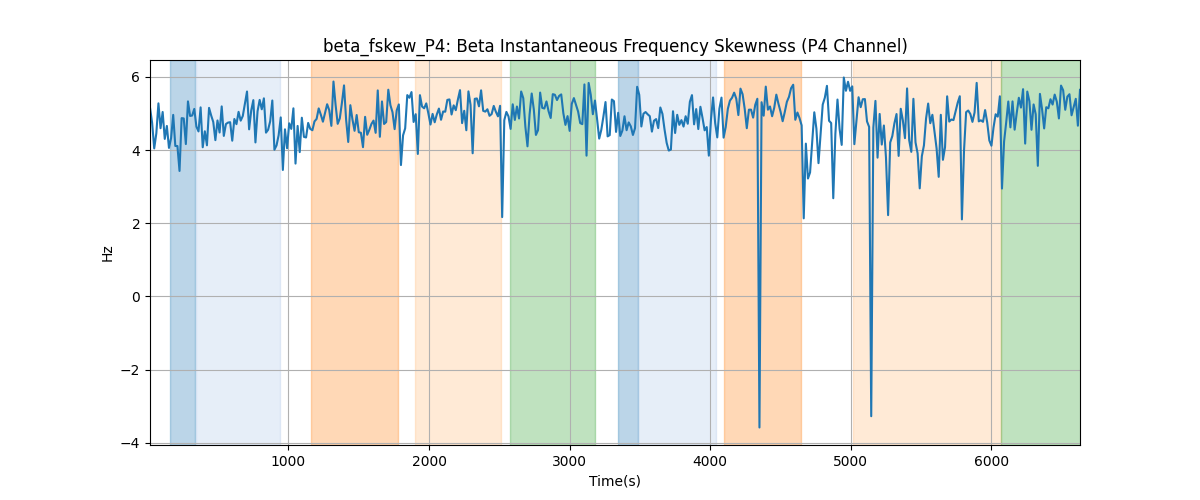 beta_fskew_P4: Beta Instantaneous Frequency Skewness (P4 Channel)
6
4
2
0
−2
−4
Hz
1000 2000 3000 4000 5000 6000
Time(s)